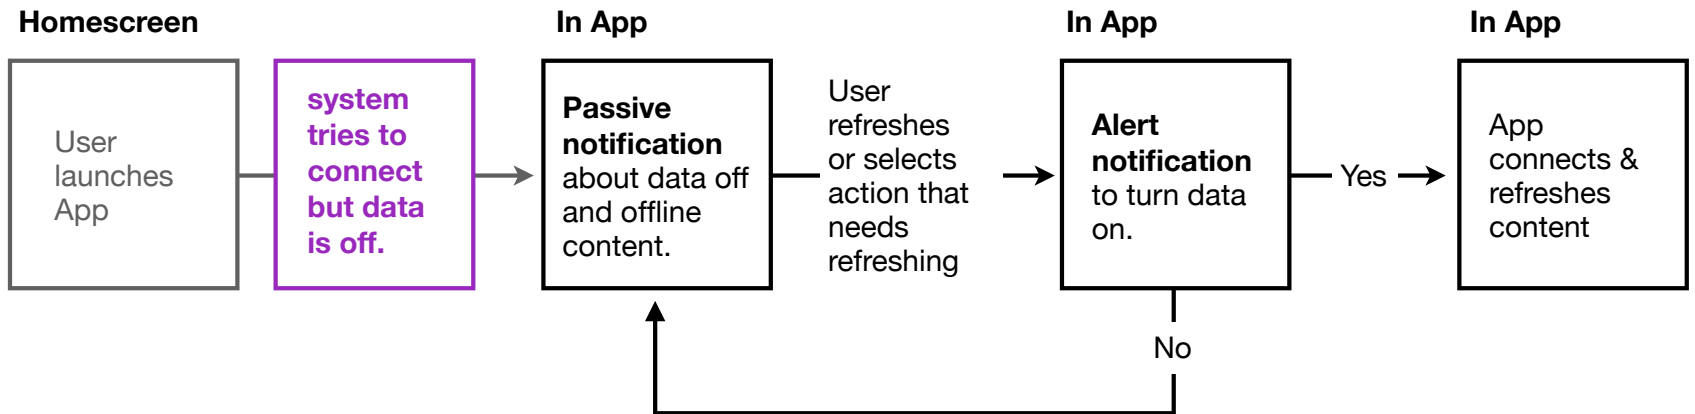 Homescreen
In App
In App
In App
User
launches
App
system
tries to
connect
but data
is off.
Passive
notification
about data off
and offline
content.
User
refreshes
or selects
action that
needs
refreshing
Alert
notification
to turn data
on.
Yes
App
connects &
refreshes
content
No